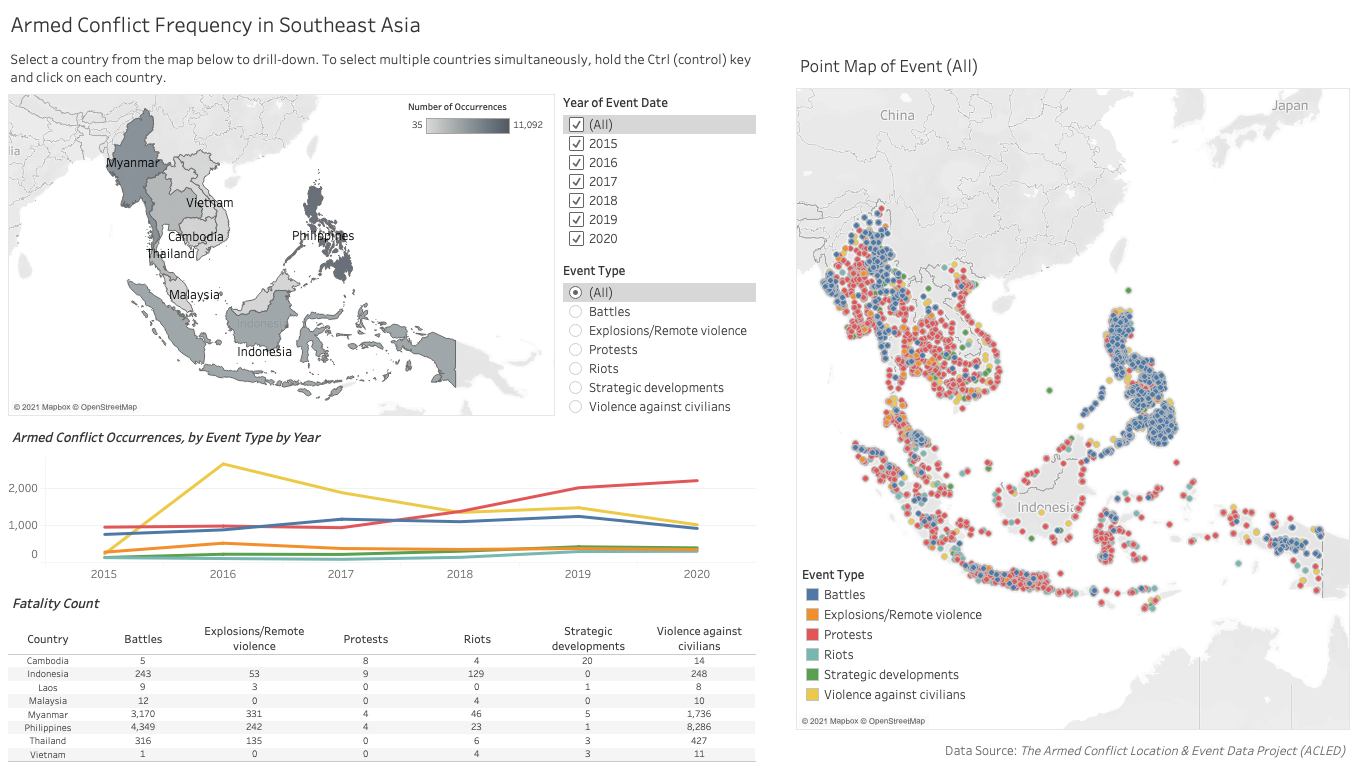 Armed Conflict Frequency in Southeast Asia
Select a country from the map below to drill-down. To select multiple countries simultaneously, hold the Ctrl (control) key
and click on each country.
Number of Occurrences
35 11,092
ia
Myanmar
Vietnam
Cambodia
Thailand
Philippines
Malaysia
Indonesia
Indonesia
© 2021 Mapbox © OpenStreetMap
Year of Event Date
(All)
2015
2016
2017
2018
2019
2020
Event Type
(All)
Battles
Explosions/Remote violence
Protests
Riots
Strategic developments
Violence against civilians
Armed Conflict Occurrences, by Event Type by Year
2,000
1,000
0
2015 2016 2017 2018 2019 2020
Fatality Count
Country Battles Explosions/Remote violence Protests Riots Strategic developments Violence against civilians
Cambodia 5 8 4 20 14
Indonesia 243 53 9 129 0 248
Laos 9 3 0 0 1 8
Malaysia 12 0 0 4 0 10
Myanmar 3,170 331 4 46 5 1,736
Philippines 4,349 242 4 23 1 8,286
Thailand 316 135 0 6 3 427
Vietnam 1 0 0 4 3 11
Point Map of Event (All)
China
Japan
Indonesia
Event Type
Battles
Explosions/Remote violence
Protests
Riots
Strategic developments
Violence against civilians
© 2021 Mapbox © OpenStreetMap
Data Source: The Armed Conflict Location & Event Data Project (ACLED)